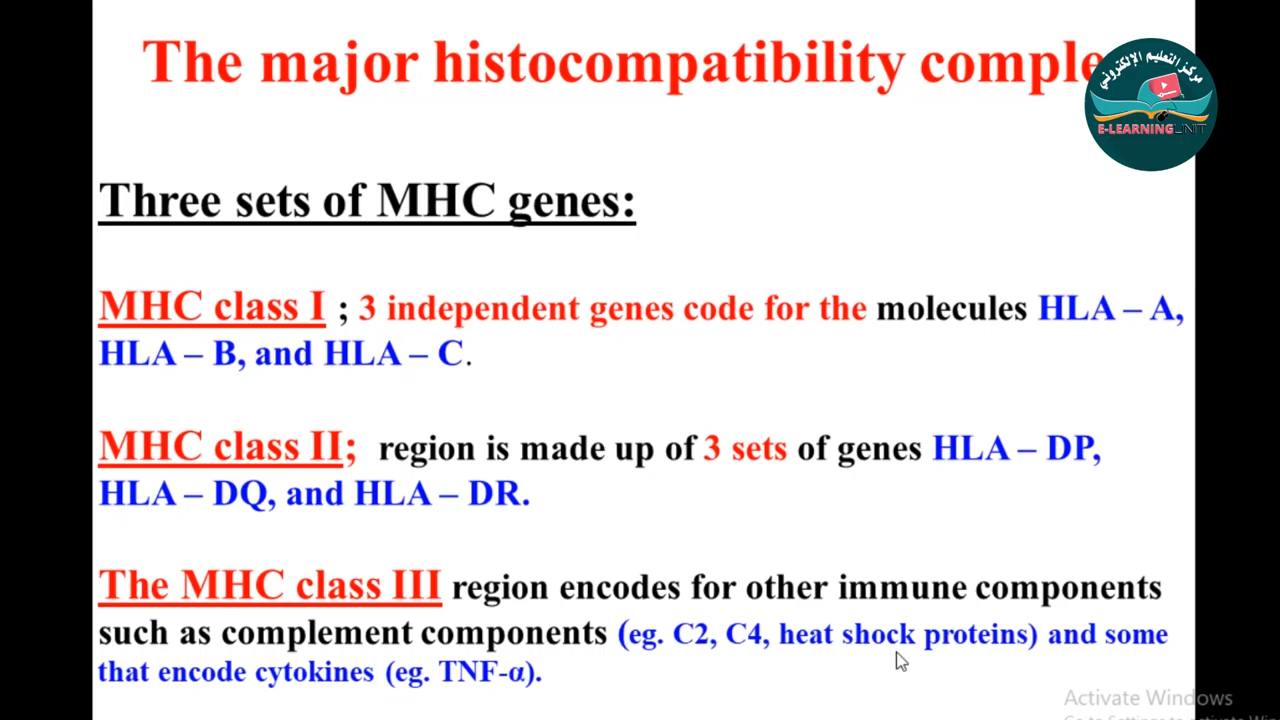 The major histocompatibility comple
مركز التعليم الإلكتروني
E-LEARNING UNIT
Three sets of MHC genes:
MHC class I ; 3 independent genes code for the molecules HLA – A,
HLA – B, and HLA – C.
MHC class II; region is made up of 3 sets of genes HLA – DP,
HLA – DQ, and HLA – DR.
The MHC class III region encodes for other immune components
such as complement components (eg. C2, C4, heat shock proteins) and some
that encode cytokines (eg. TNF-α).
Activate Windows